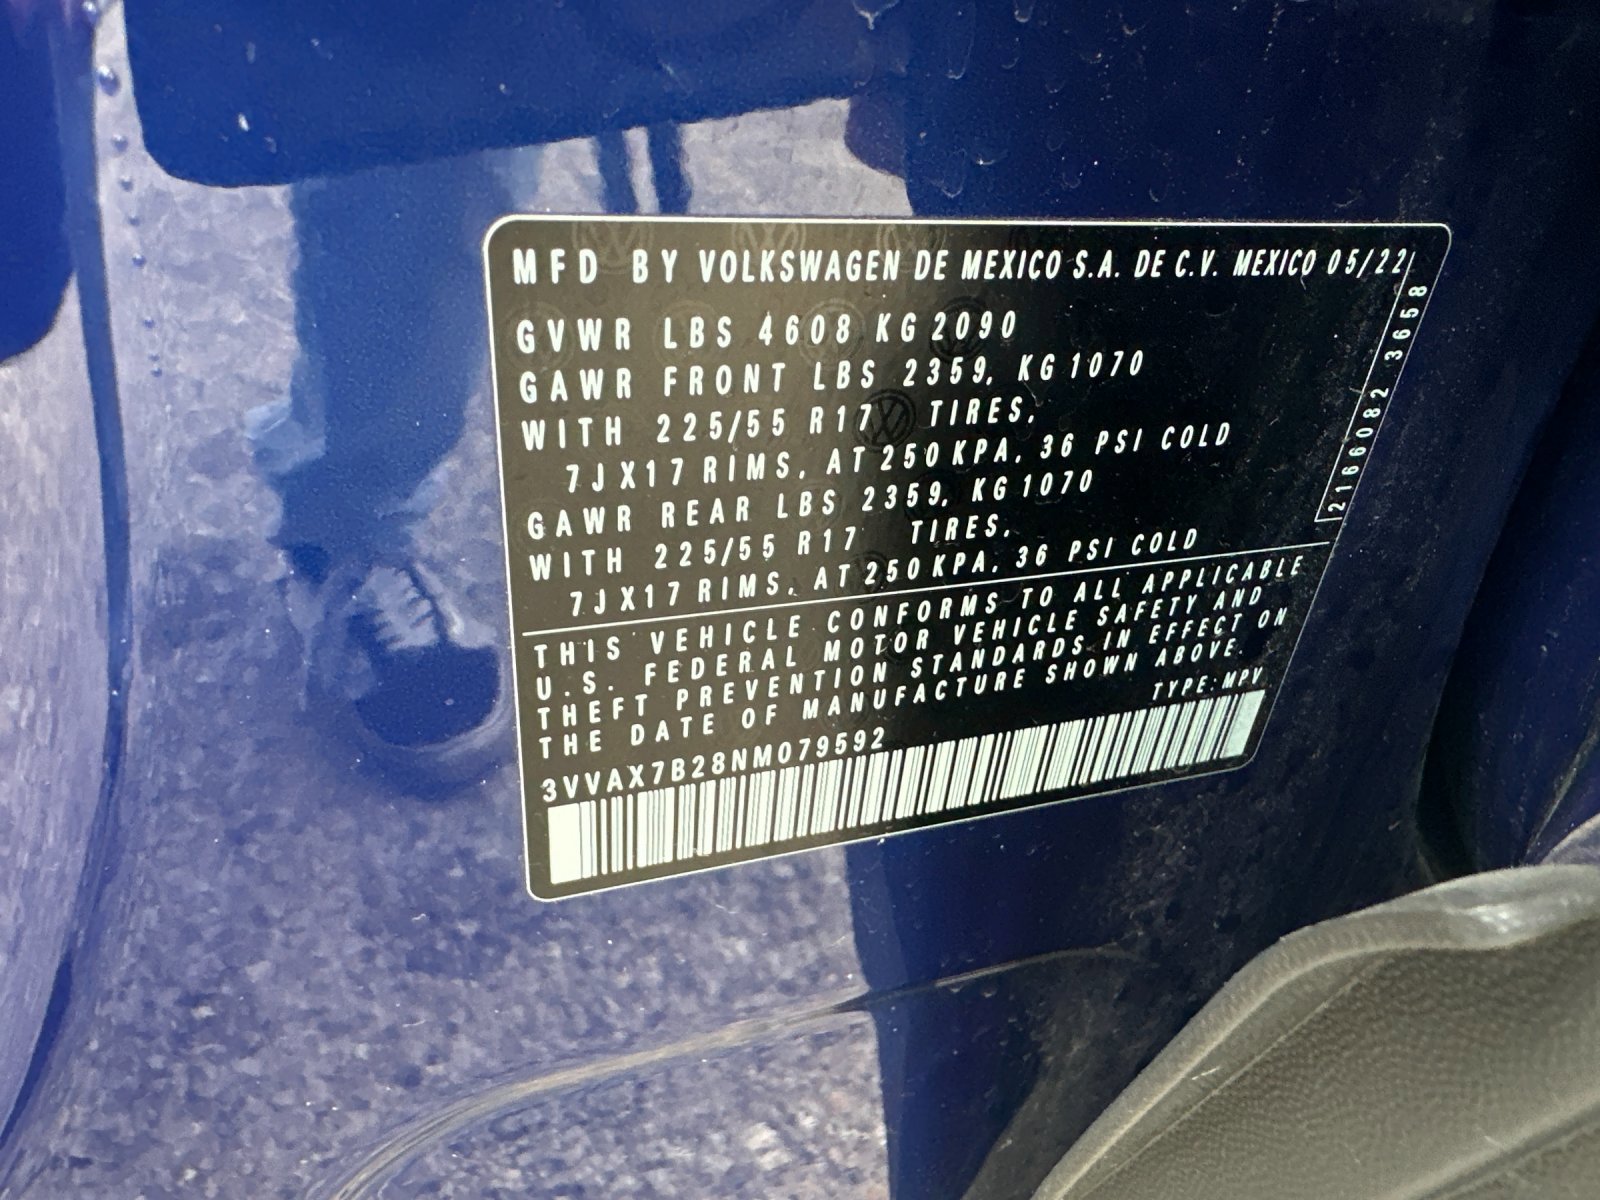 MFD BY VOLKSWAGEN DE MEXICO S.A. DE C.V. MEXICO 05/22
GVWR LBS 4608 KG 2090
GAWR FRONT LBS 2359, KG 1070
WITH 225/55 R17 TIRES,
7JX17 RIMS, AT 250 KPA, 36 PSI COLD
GAWR REAR LBS 2359, KG 1070
WITH 225/55 R17 TIRES,
7JX17 RIMS, AT 250 KPA, 36 PSI COLD
2166082 3658
THIS VEHICLE CONFORMS TO ALL APPLICABLE
U.S. FEDERAL MOTOR VEHICLE SAFETY AND
THEFT PREVENTION STANDARDS IN EFFECT ON
THE DATE OF MANUFACTURE SHOWN ABOVE.
TYPE: MPV
3VVAX7B28NM079592